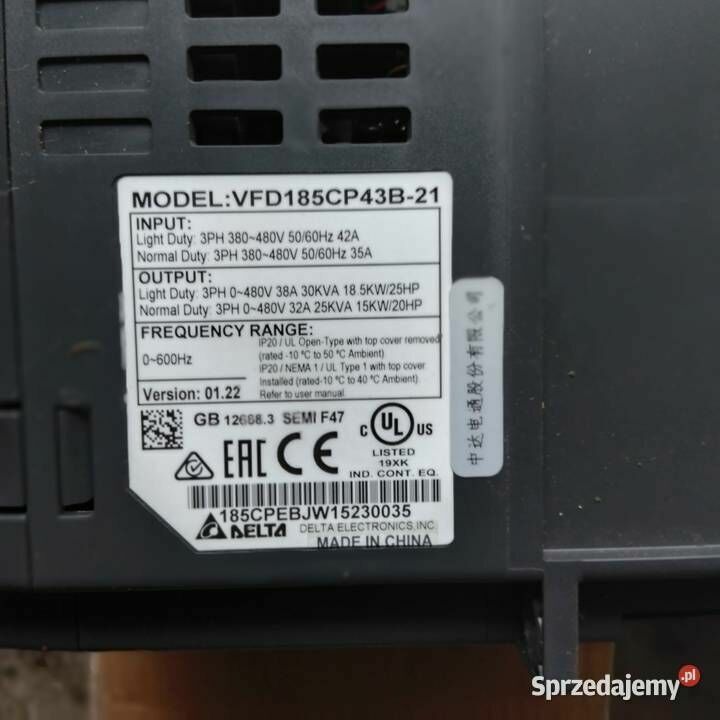 MODEL:VFD185CP43B-21
INPUT:
Light Duty: 3PH 380~480V 50/60Hz 42A
Normal Duty: 3PH 380~480V 50/60Hz 35A
OUTPUT:
Light Duty: 3PH 0~480V 38A 30KVA 18.5KW/25HP
Normal Duty: 3PH 0~480V 32A 25KVA 15KW/20HP
FREQUENCY RANGE:
0~600Hz
IP20 / UL Open-Type with top cover removed
(rated -10 °C to 50 °C Ambient)
IP20 / NEMA 1 / UL Type 1 with top cover
Installed (rated-10 °C to 40 °C Ambient)
Refer to user manual
Version: 01.22
GB 12668.3 SEMI F47
C UL US
LISTED
19XK
IND. CONT. EQ.
EAC CE
185CPEBJW15230035
DELTA DELTA ELECTRONICS,INC.
MADE IN CHINA
中达电通股份有限公司
Sprzedajemy.pl